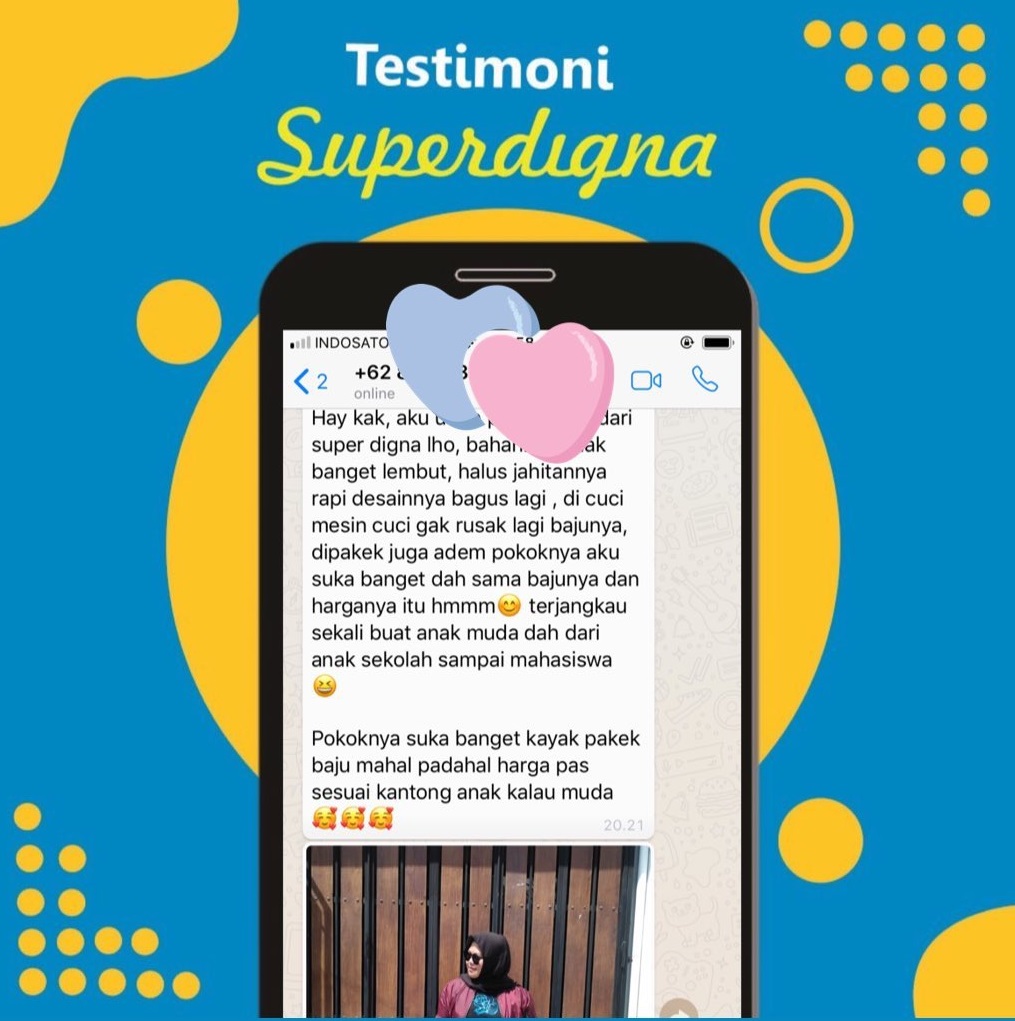 Testimoni
Superdigna
INDOSATO
2
+62
online
Hay kak, aku dari
super digna lho,
banget lembut, halus jahitannya
rapi desainnya bagus lagi , di cuci
mesin cuci gak rusak lagi bajunya,
dipakek juga adem pokoknya aku
suka banget dah sama bajunya dan
harganya itu hmmm😊 terjangkau
sekali buat anak muda dah dari
anak sekolah sampai mahasiswa
😆
Pokoknya suka banget kayak pakek
baju mahal padahal harga pas
sesuai kantong anak kalau muda
🥰🥰🥰
20.21